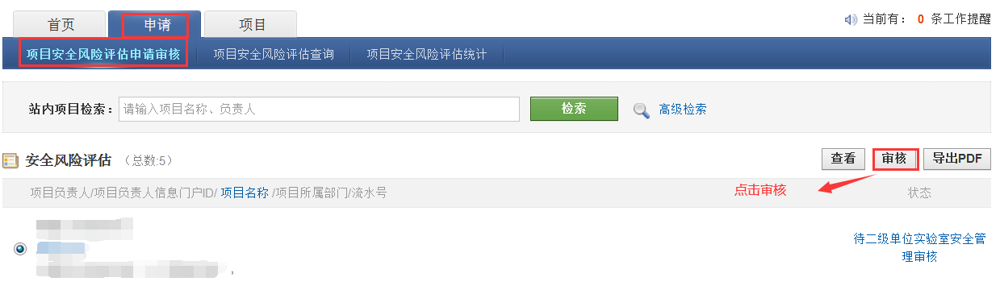 首页 申请 项目 当前有： 0 条工作提醒
项目安全风险评估申请审核 项目安全风险评估查询 项目安全风险评估统计
站内项目检索： 请输入项目名称、负责人 检索 高级检索
安全风险评估 （总数:5） 查看 审核 导出PDF
项目负责人/项目负责人信息门户ID/ 项目名称 /项目所属部门/流水号 点击审核 状态
待二级单位实验室安全管
理审核